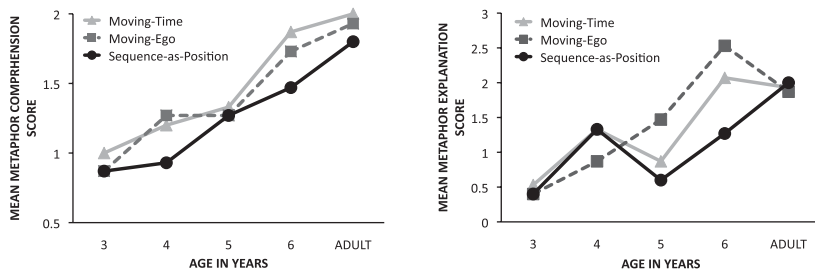 MEAN METAPHOR COMPRHENSION
SCORE
2
1.5
1
0.5
Moving-Time
Moving-Ego
Sequence-as-Position
3 4 5 6 ADULT
AGE IN YEARS
MEAN METAPHOR EXPLANATION
SCORE
3
2.5
2
1.5
1
0.5
0
Moving-Time
Moving-Ego
Sequence-as-Position
3 4 5 6 ADULT
AGE IN YEARS